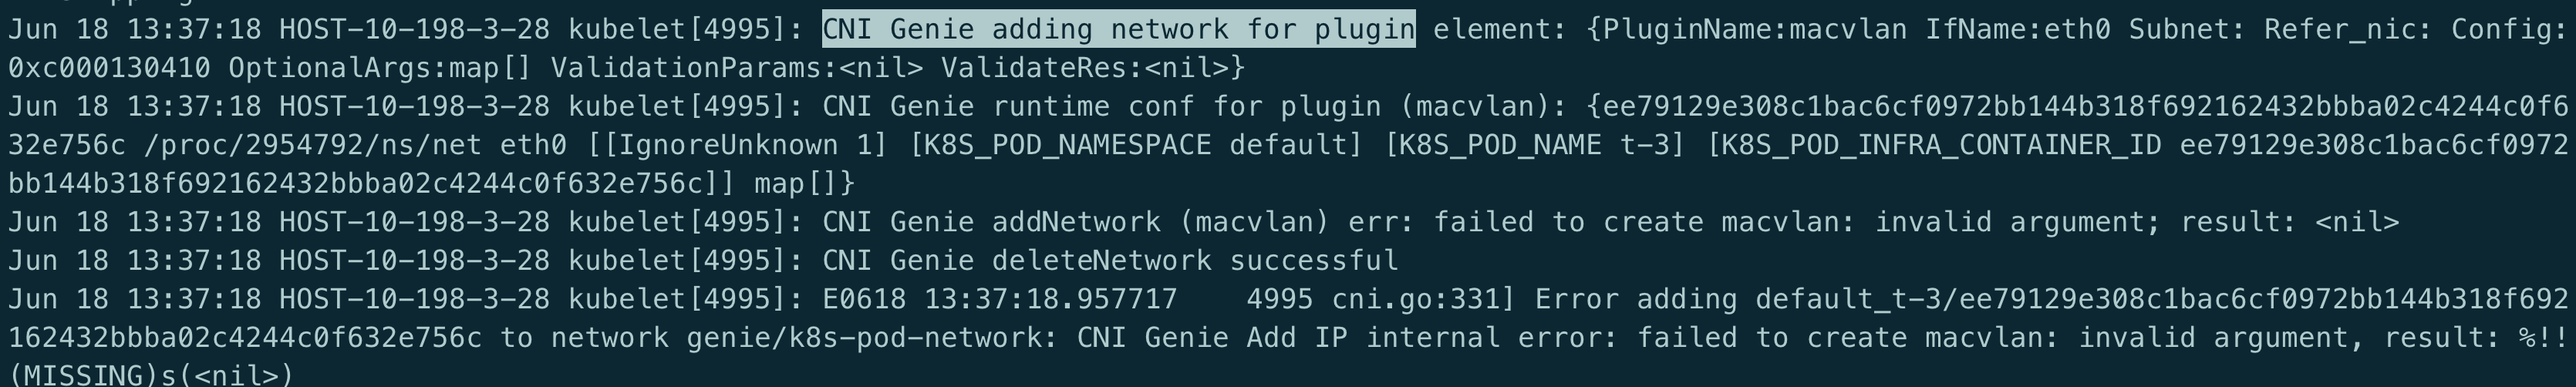 Jun 18 13:37:18 HOST-10-198-3-28 kubelet[4995]: CNI Genie adding network for plugin element: {PluginName:macvlan IfName:eth0 Subnet: Refer_nic: Config:
0xc000130410 OptionalArgs:map[] ValidationParams:<nil> ValidateRes:<nil>}
Jun 18 13:37:18 HOST-10-198-3-28 kubelet[4995]: CNI Genie runtime conf for plugin (macvlan): {ee79129e308c1bac6cf0972bb144b318f692162432bbba02c4244c0f6
32e756c /proc/2954792/ns/net eth0 [[IgnoreUnknown 1] [K8S_POD_NAMESPACE default] [K8S_POD_NAME t-3] [K8S_POD_INFRA_CONTAINER_ID ee79129e308c1bac6cf0972
bb144b318f692162432bbba02c4244c0f632e756c]] map[]}
Jun 18 13:37:18 HOST-10-198-3-28 kubelet[4995]: CNI Genie addNetwork (macvlan) err: failed to create macvlan: invalid argument; result: <nil>
Jun 18 13:37:18 HOST-10-198-3-28 kubelet[4995]: CNI Genie deleteNetwork successful
Jun 18 13:37:18 HOST-10-198-3-28 kubelet[4995]: E0618 13:37:18.957717    4995 cni.go:331] Error adding default_t-3/ee79129e308c1bac6cf0972bb144b318f692
162432bbba02c4244c0f632e756c to network genie/k8s-pod-network: CNI Genie Add IP internal error: failed to create macvlan: invalid argument, result: %!!
(MISSING)s(<nil>)